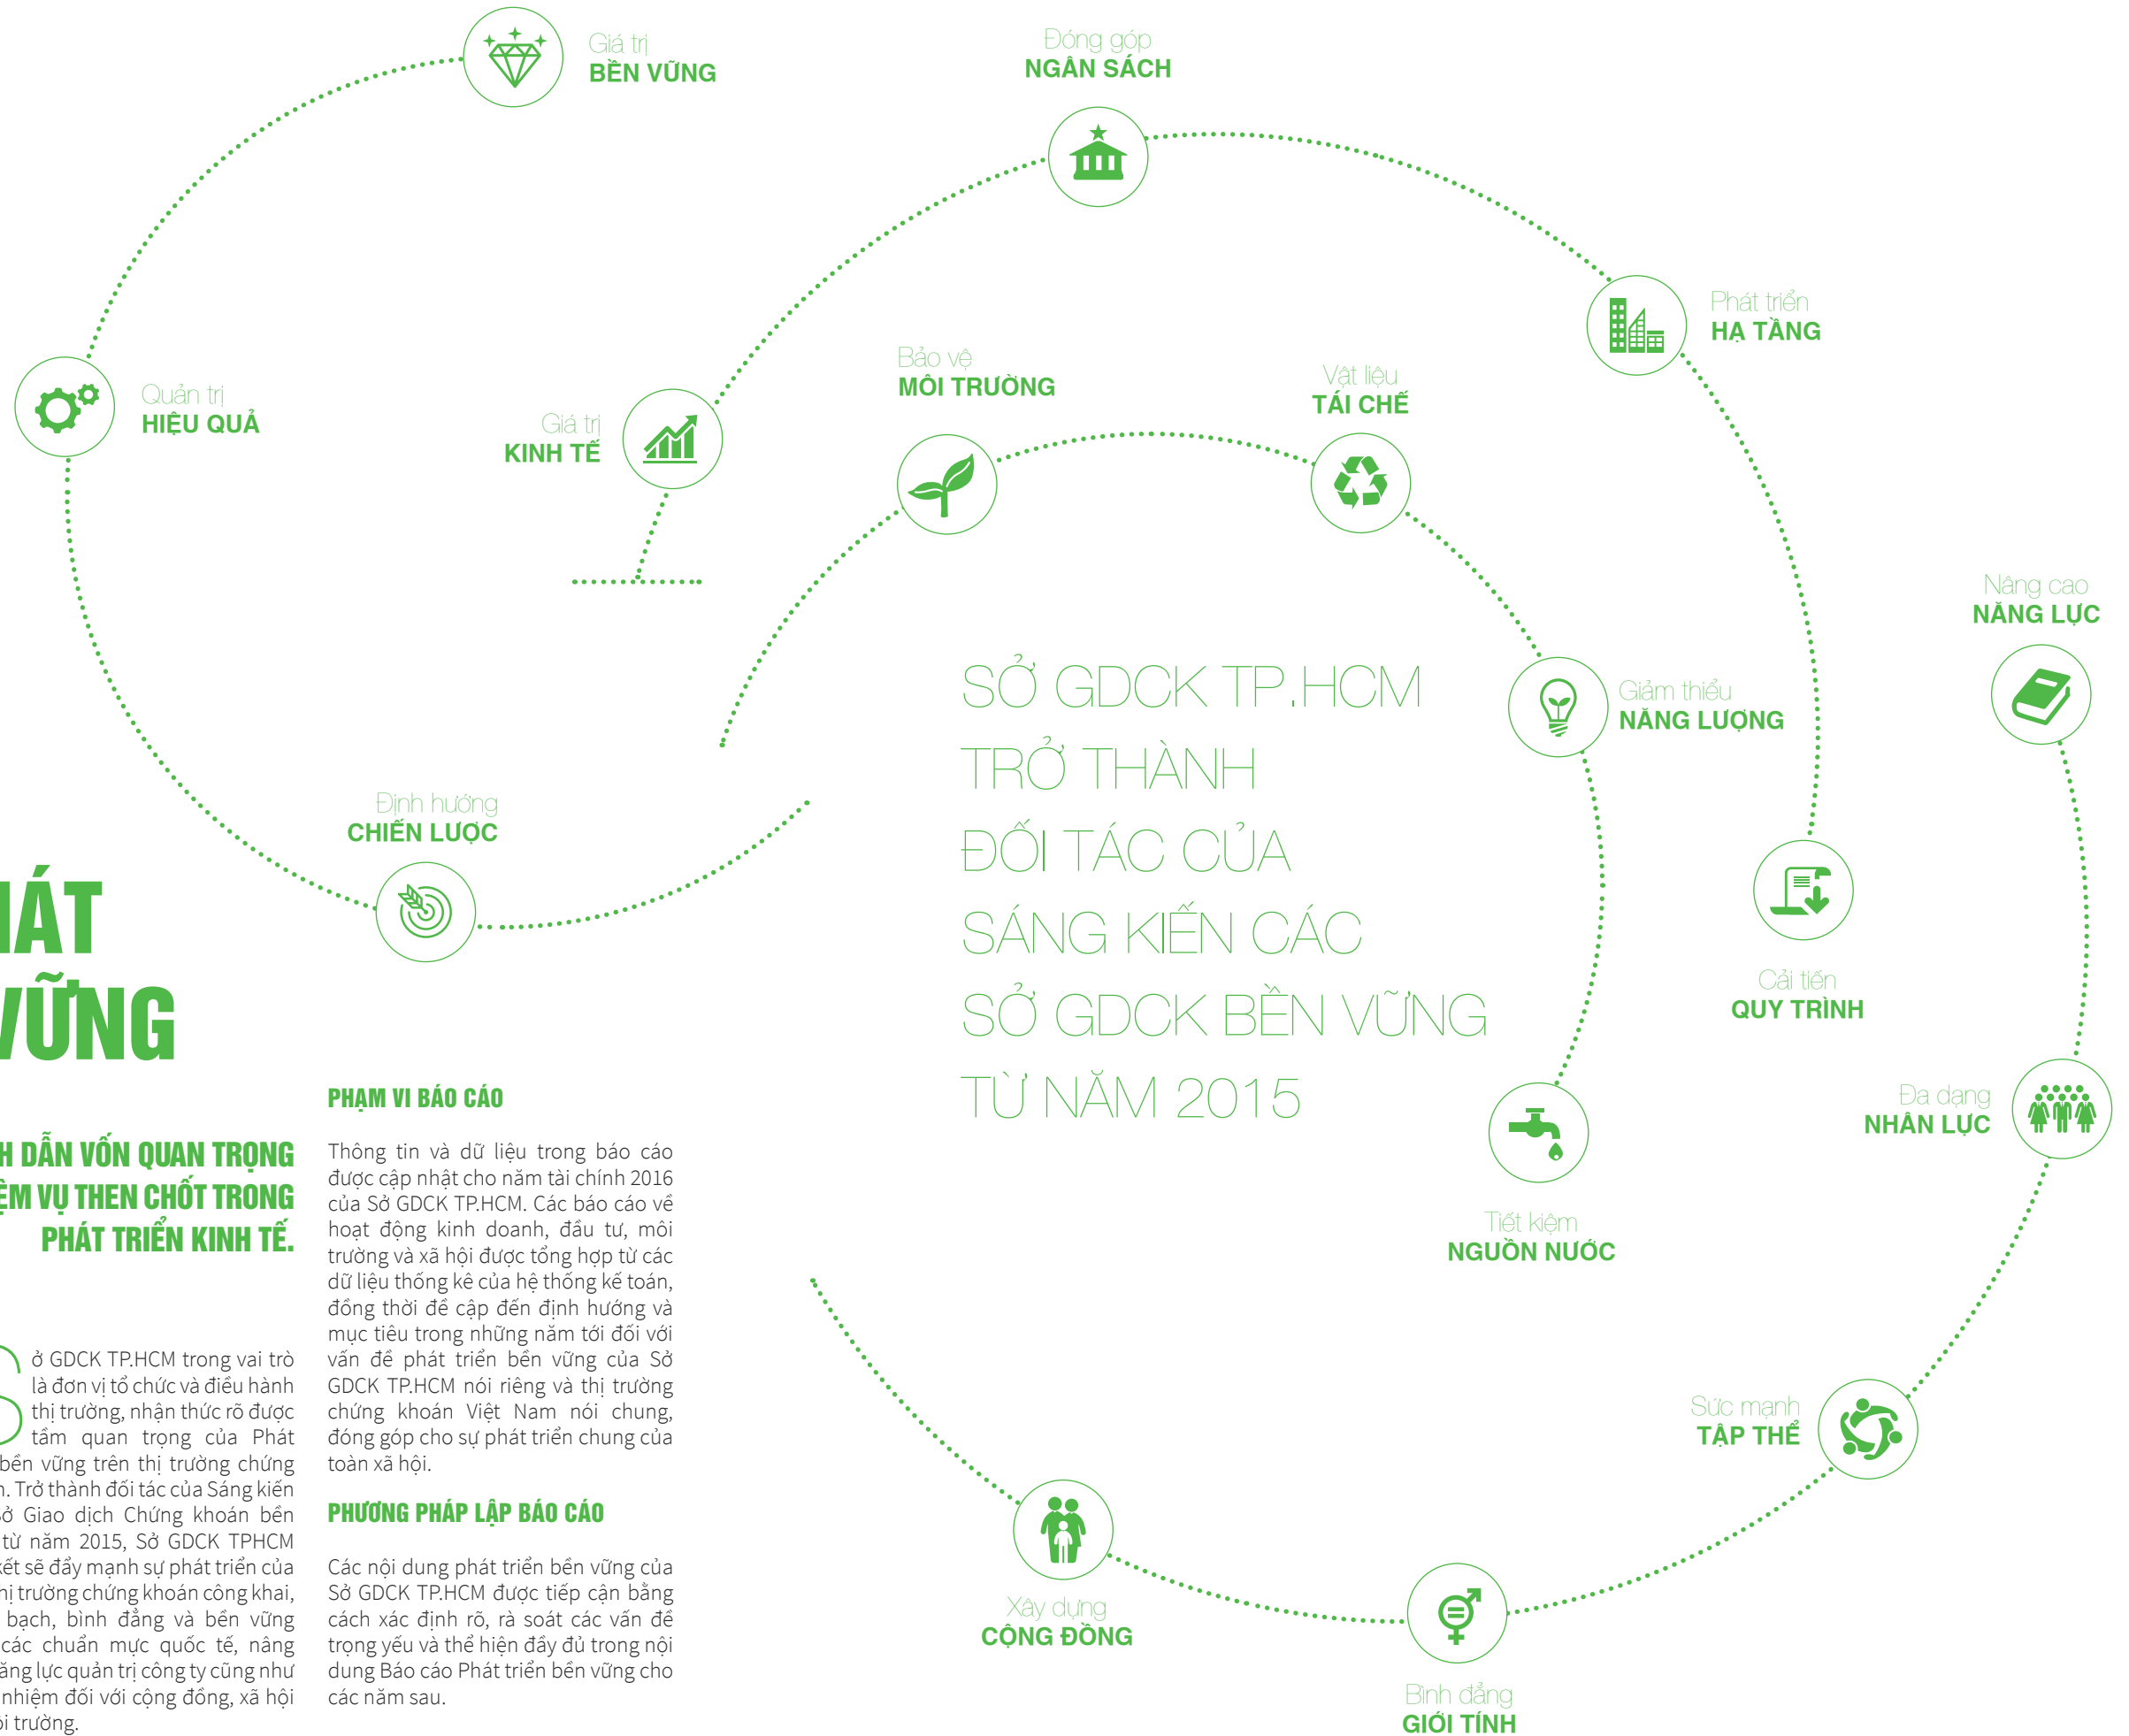 Giá trị
BỀN VỮNG
Đóng góp
NGÂN SÁCH
Phát triển
HẠ TẦNG
Quản trị
HIỆU QUẢ
Giá trị
KINH TẾ
Bảo vệ
MÔI TRƯỜNG
Vật liệu
TÁI CHẾ
Nâng cao
NĂNG LỰC
Giảm thiểu
NĂNG LƯỢNG
Định hướng
CHIẾN LƯỢC
SỞ GDCK TP.HCM
TRỞ THÀNH
ĐỐI TÁC CỦA
SÁNG KIẾN CÁC
SỞ GDCK BỀN VỮNG
TỪ NĂM 2015
Cải tiến
QUY TRÌNH
Đa dạng
NHÂN LỰC
Tiết kiệm
NGUỒN NƯỚC
Sức mạnh
TẬP THỂ
Xây dựng
CỘNG ĐỒNG
Bình đẳng
GIỚI TÍNH
VỮNG
DẪN VỐN QUAN TRỌNG
VỤ THEN CHỐT TRONG
PHÁT TRIỂN KINH TẾ.
Sở GDCK TP.HCM trong vai trò
là đơn vị tổ chức và điều hành
thị trường, nhận thức rõ được
tầm quan trọng của Phát
bền vững trên thị trường chứng
Trở thành đối tác của Sáng kiến
Sở Giao dịch Chứng khoán bền
từ năm 2015, Sở GDCK TPHCM
kết sẽ đẩy mạnh sự phát triển của
thị trường chứng khoán công khai,
bạch, bình đẳng và bền vững
các chuẩn mực quốc tế, nâng
năng lực quản trị công ty cũng như
nhiệm đối với cộng đồng, xã hội
trường.
PHẠM VI BÁO CÁO
Thông tin và dữ liệu trong báo cáo
được cập nhật cho năm tài chính 2016
của Sở GDCK TP.HCM. Các báo cáo về
hoạt động kinh doanh, đầu tư, môi
trường và xã hội được tổng hợp từ các
dữ liệu thống kê của hệ thống kế toán,
đồng thời đề cập đến định hướng và
mục tiêu trong những năm tới đối với
vấn đề phát triển bền vững của Sở
GDCK TP.HCM nói riêng và thị trường
chứng khoán Việt Nam nói chung,
đóng góp cho sự phát triển chung của
toàn xã hội.
PHƯƠNG PHÁP LẬP BÁO CÁO
Các nội dung phát triển bền vững của
Sở GDCK TP.HCM được tiếp cận bằng
cách xác định rõ, rà soát các vấn đề
trọng yếu và thể hiện đầy đủ trong nội
dung Báo cáo Phát triển bền vững cho
các năm sau.